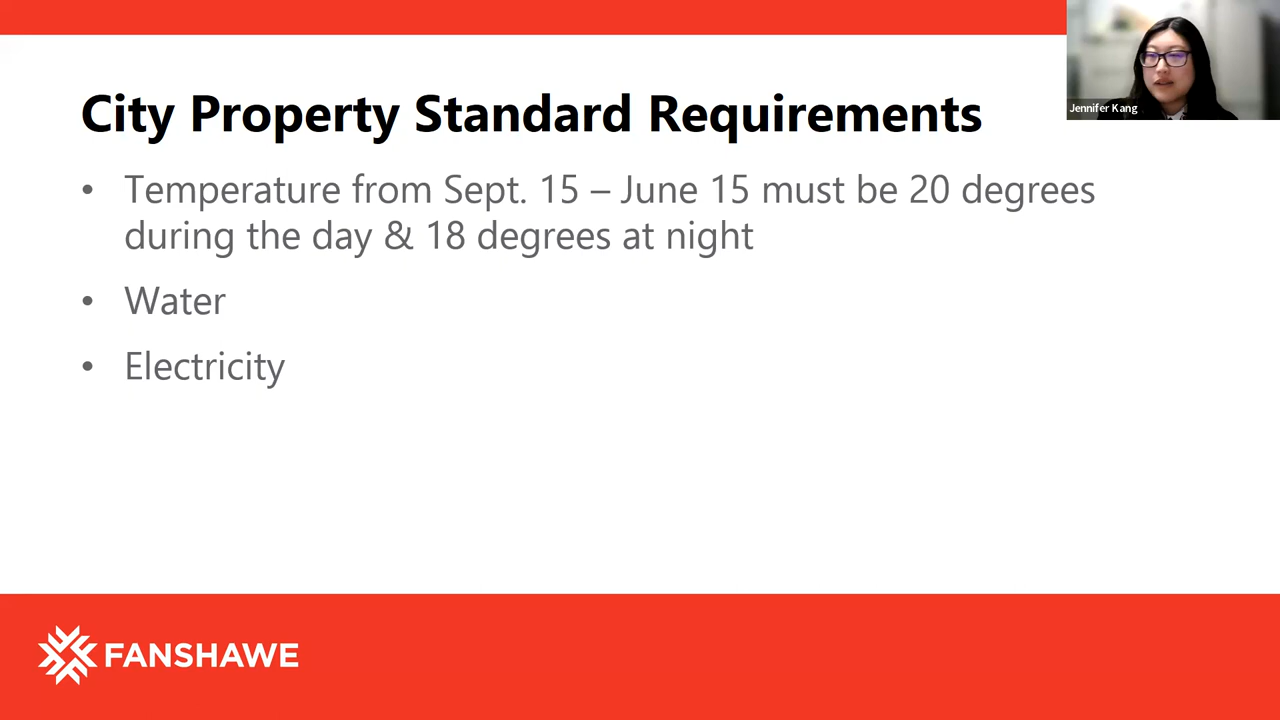 Jennifer Kang
City Property Standard Requirements
• Temperature from Sept. 15 – June 15 must be 20 degrees
during the day & 18 degrees at night
• Water
• Electricity
FANSHAWE